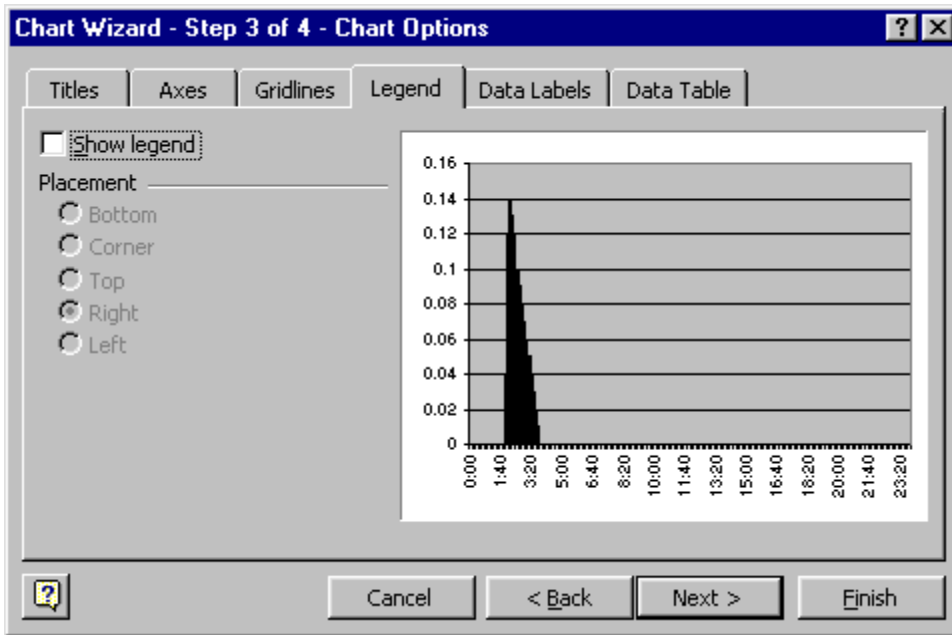 Chart Wizard - Step 3 of 4 - Chart Options
Titles Axes Gridlines Legend Data Labels Data Table
Show legend
Placement
Bottom
Corner
Top
Right
Left
0.16
0.14
0.12
0.1
0.08
0.06
0.04
0.02
0
0:00 1:40 3:20 5:00 6:40 8:20 10:00 11:40 13:20 15:00 16:40 18:20 20:00 21:40 23:20
Cancel < Back Next > Finish